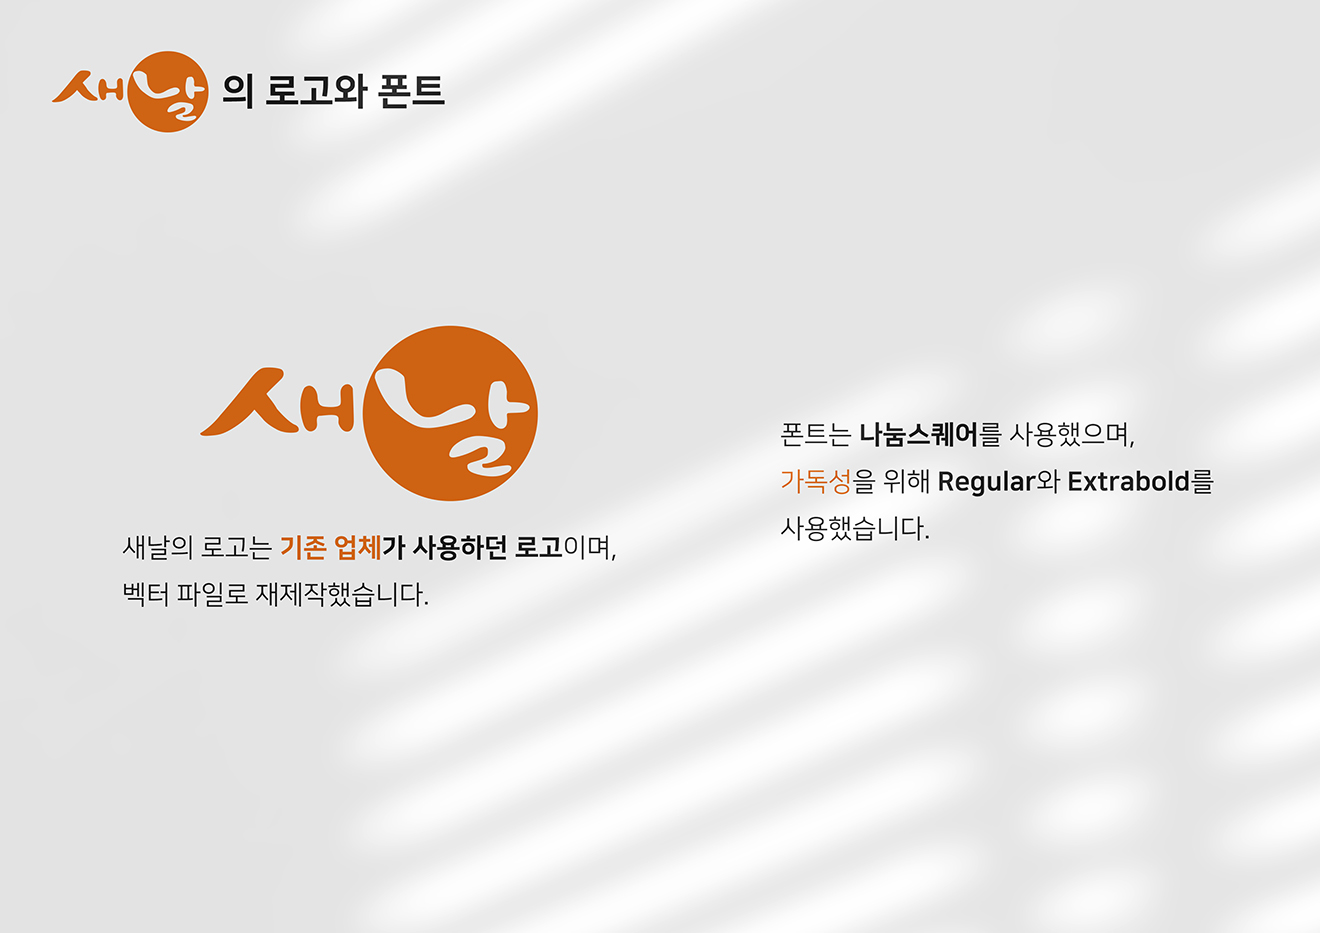 새날의 로고와 폰트
새날
새날의 로고는 기존 업체가 사용하던 로고이며,
벡터 파일로 재제작했습니다.
폰트는 나눔스퀘어를 사용했으며,
가독성을 위해 Regular와 Extrabold를
사용했습니다.